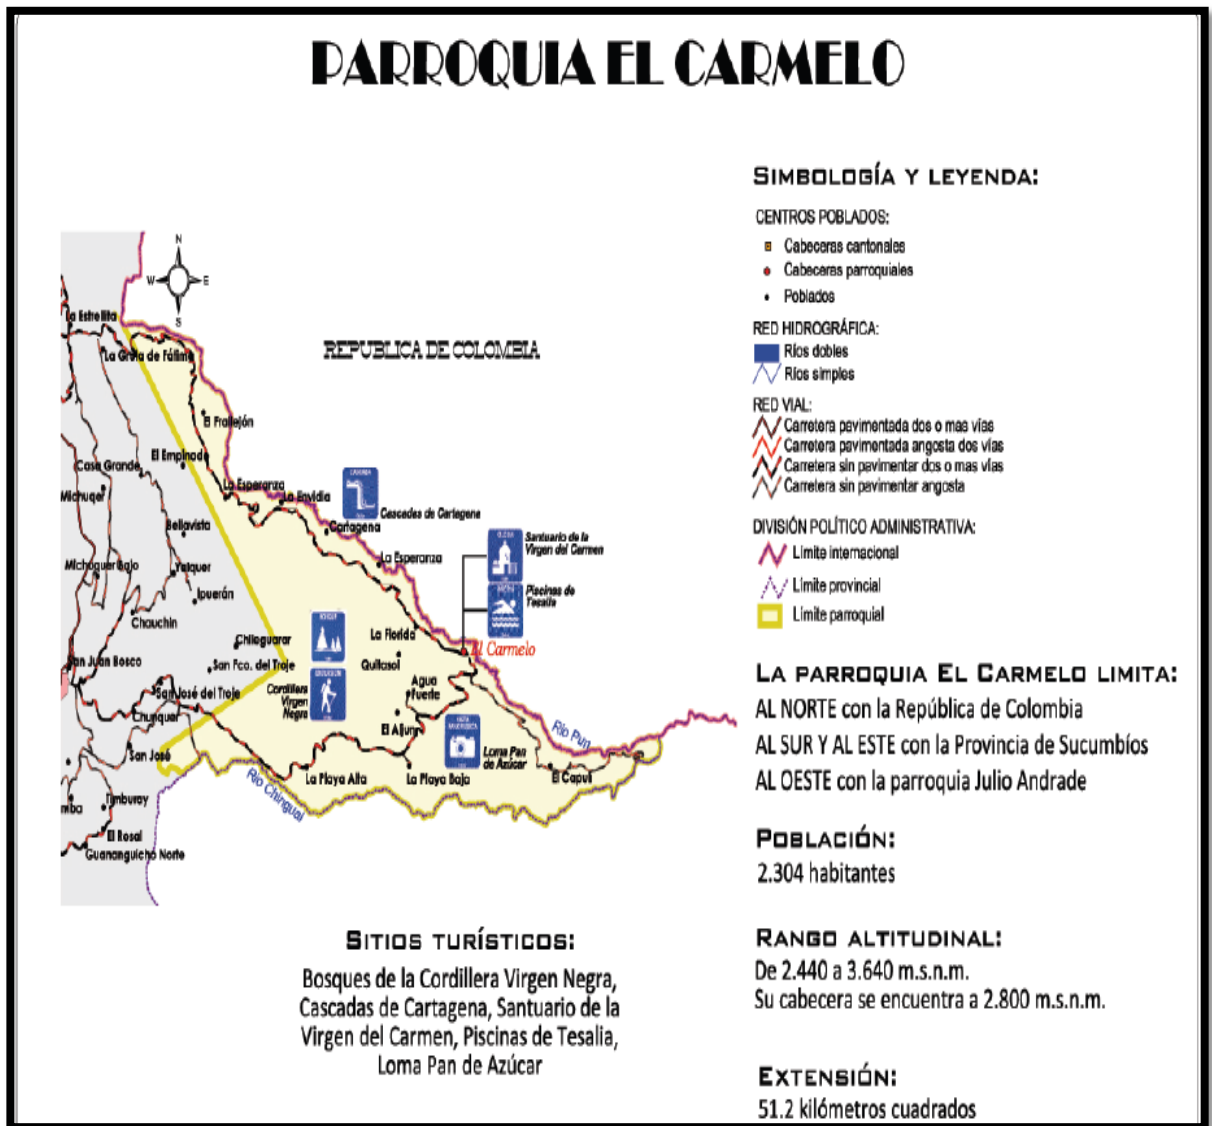 PARROQUIA EL CARMELO
SIMBOLOGÍA Y LEYENDA:
CENTROS POBLADOS:
Cabeceras cantonales
Cabeceras parroquiales
Poblados
RED HIDROGRÁFICA:
Ríos dobles
Ríos simples
RED VIAL:
Carretera pavimentada dos o mas vías
Carretera pavimentada angosta dos vías
Carretera sin pavimentar dos o mas vías
Carretera sin pavimentar angosta
DIVISIÓN POLÍTICO ADMINISTRATIVA:
Límite internacional
Límite provincial
Límite parroquial
LA PARROQUIA EL CARMELO LIMITA:
AL NORTE con la República de Colombia
AL SUR Y AL ESTE con la Provincia de Sucumbíos
AL OESTE con la parroquia Julio Andrade
POBLACIÓN:
2.304 habitantes
RANGO ALTITUDINAL:
De 2.440 a 3.640 m.s.n.m.
Su cabecera se encuentra a 2.800 m.s.n.m.
EXTENSIÓN:
51.2 kilómetros cuadrados
N
W
E
S
REPUBLICA DE COLOMBIA
La Estrellita
La Gruta de Fátima
El Frailejón
El Empinado
Casa Grande
La Esperanza
La Envidia
Michuquer
Cascadas de Cartagena
Cartagena
Bellavista
Santuario de la
Virgen del Carmen
La Esperanza
Michoquer Bajo
Yalquer
Piscinas de
Tesalia
Ipuerán
Chauchin
La Florida
Chiloguarar
El Carmelo
San Juan Bosco
San Fco. del Troje
Quitasol
Agua
Fuerte
Cordillera
Virgen
Negra
San José del Troje
Chunquer
El Aljun
Río Pun
San José
Loma Pan
de Azúcar
La Playa Alta
La Playa Baja
El Capulí
Río Chingual
Timburay
El Rosal
Guananguicho Norte
SITIOS TURÍSTICOS:
Bosques de la Cordillera Virgen Negra,
Cascadas de Cartagena, Santuario de la
Virgen del Carmen, Piscinas de Tesalia,
Loma Pan de Azúcar